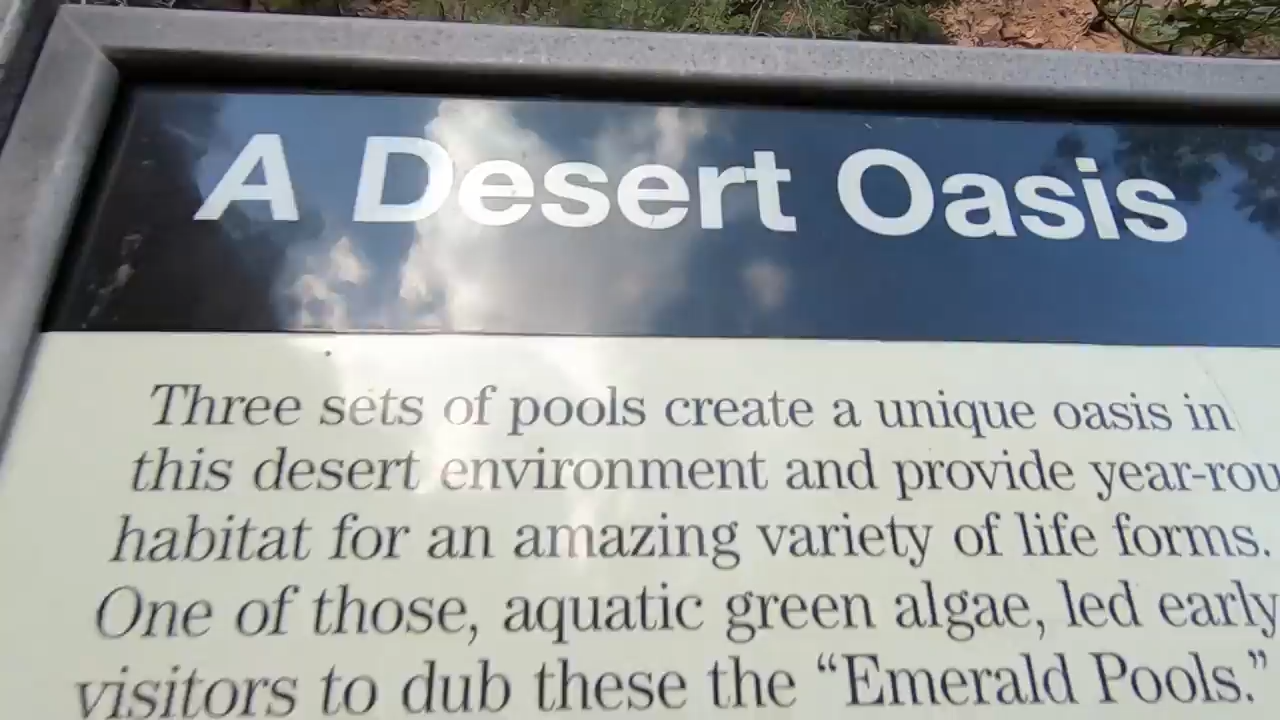 A Desert Oasis
Three sets of pools create a unique oasis in
this desert environment and provide year-rou
habitat for an amazing variety of life forms.
One of those, aquatic green algae, led early
visitors to dub these the “Emerald Pools.”